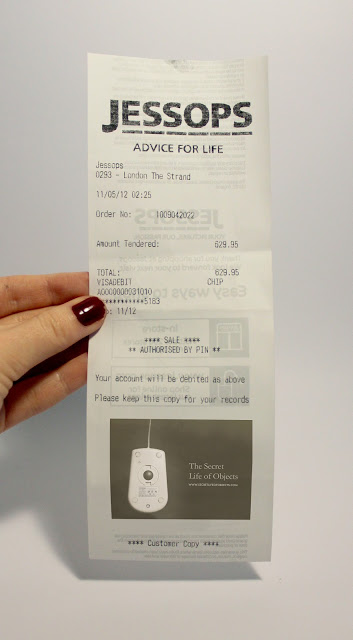 JESSOPS
ADVICE FOR LIFE
Jessops
0293 - London The Strand
11/05/12 02:25
Order No: 1009042022
Amount Tendered: 629.95
TOTAL: 629.95
VISADEBIT CHIP
A0000000031010
***********5183
11/12
**** SALE ****
** AUTHORISED BY PIN **
Your account will be debited as above
Please keep this copy for your records
The Secret
Life of Objects
**** Customer Copy ****